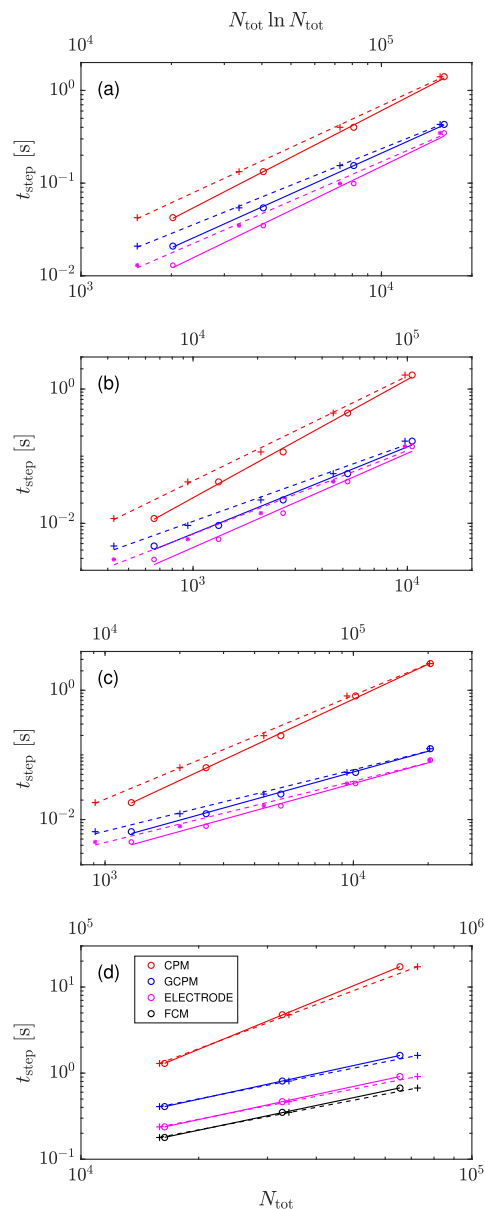 N_tot ln N_tot
10^4 10^5
(a)
10^0
10^-1
10^-2
t_step [s]
10^3 10^4
10^4 10^5
(b)
10^0
10^-2
t_step [s]
10^3 10^4
10^4 10^5
(c)
10^0
10^-2
t_step [s]
10^3 10^4
10^5 10^6
(d)
CPM
GCPM
ELECTRODE
FCM
10^1
10^0
10^-1
t_step [s]
10^4 10^5
N_tot